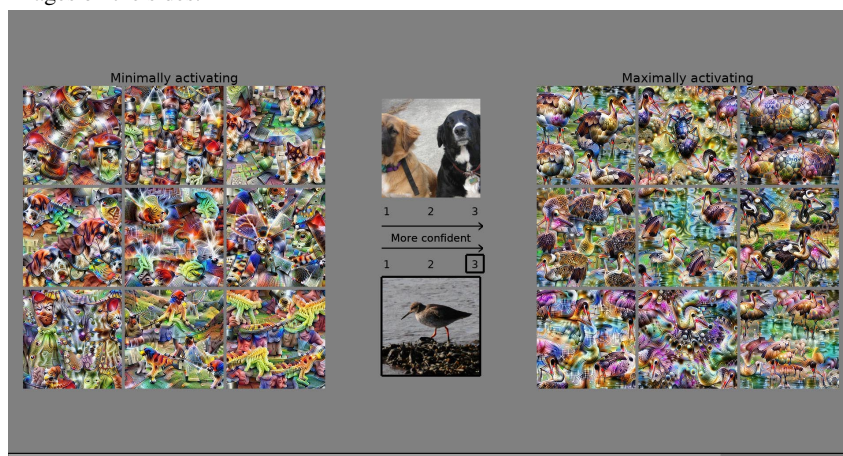 Minimally activating
Maximally activating
1 2 3
More confident
1 2 3